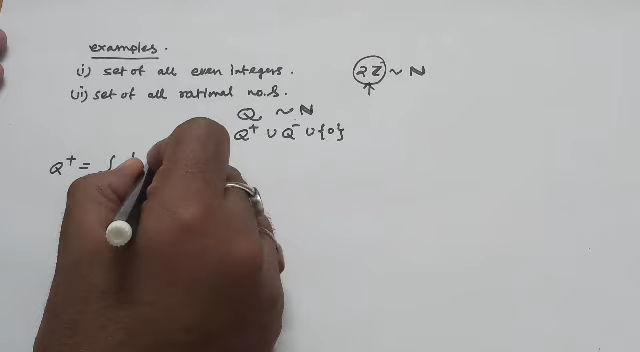 examples.
(i) set of all even integers. 2Z ~ N
(ii) set of all rational no.s.
Q ~ N
Q⁺ ∪ Q⁻ ∪ {0}
Q⁺ = {